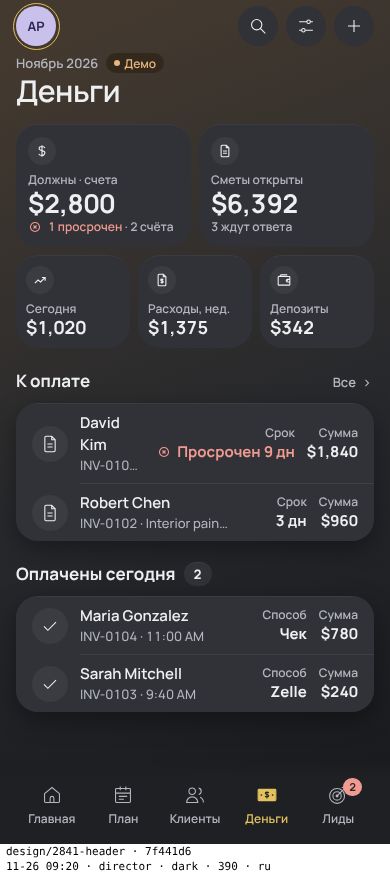 AP
Ноябрь 2026 Демо
Деньги
$
Должны · счета
$2,800
1 просрочен · 2 счёта
Сметы открыты
$6,392
3 ждут ответа
Сегодня
$1,020
Расходы, нед.
$1,375
Депозиты
$342
К оплате
Все >
David
Kim
INV-010...
Срок
Просрочен 9 дн
Сумма
$1,840
Robert Chen
INV-0102 · Interior pain...
Срок
3 дн
Сумма
$960
Оплачены сегодня 2
Maria Gonzalez
INV-0104 · 11:00 AM
Способ
Чек
Сумма
$780
Sarah Mitchell
INV-0103 · 9:40 AM
Способ
Zelle
Сумма
$240
Главная
План
Клиенты
Деньги
2
Лиды
design/2841-header · 7f441d6
11-26 09:20 · director · dark · 390 · ru